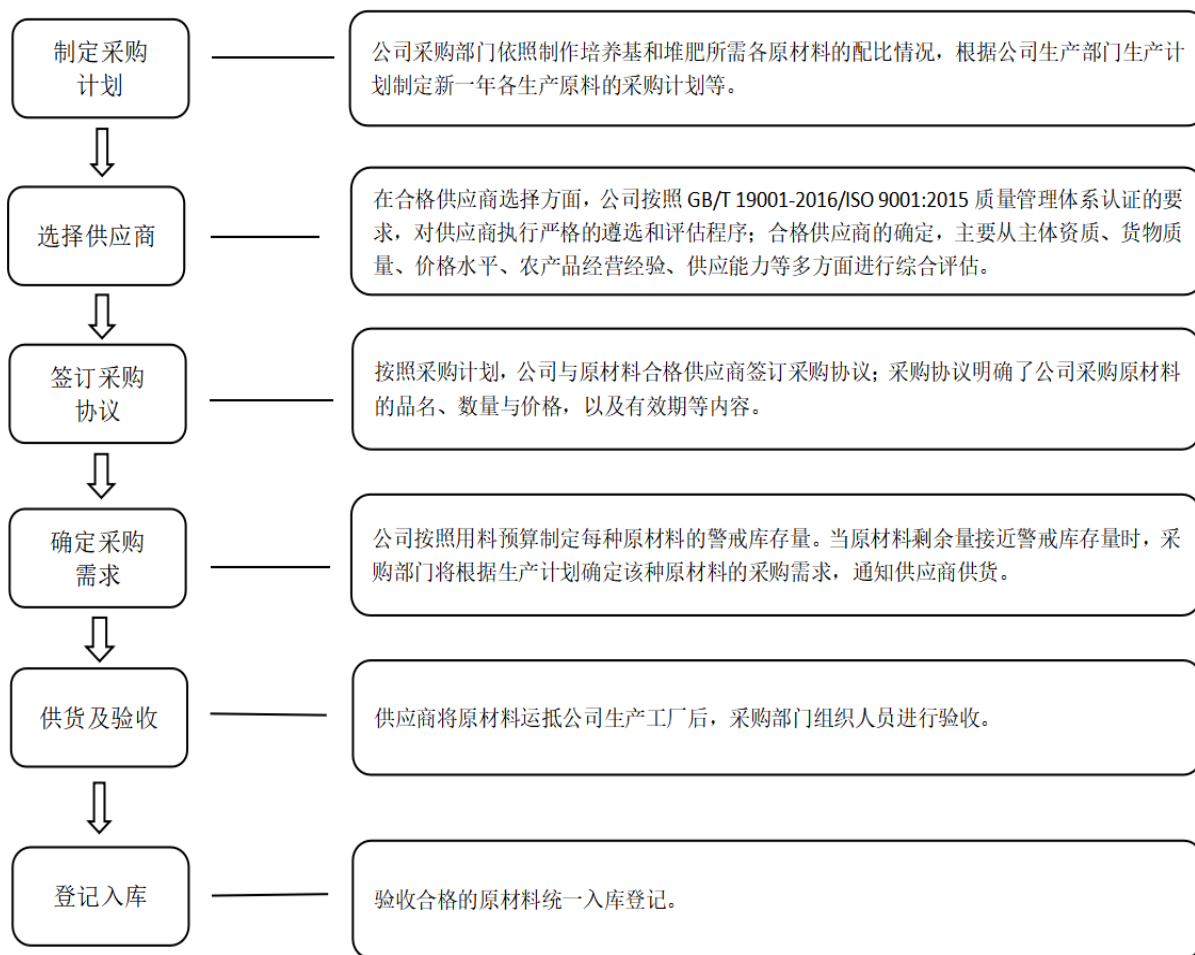 制定采购
计划
公司采购部门依照制作培养基和堆肥所需各原材料的配比情况，根据公司生产部门生产计
划制定新一年各生产原料的采购计划等。
选择供应商
在合格供应商选择方面，公司按照 GB/T 19001-2016/ISO 9001:2015 质量管理体系认证的要
求，对供应商执行严格的遴选和评估程序；合格供应商的确定，主要从主体资质、货物质
量、价格水平、农产品经营经验、供应能力等多方面进行综合评估。
签订采购
协议
按照采购计划，公司与原材料合格供应商签订采购协议；采购协议明确了公司采购原材料
的品名、数量与价格，以及有效期等内容。
确定采购
需求
公司按照用料预算制定每种原材料的警戒库存量。当原材料剩余量接近警戒库存量时，采
购部门将根据生产计划确定该种原材料的采购需求，通知供应商供货。
供货及验收
供应商将原材料运抵公司生产工厂后，采购部门组织人员进行验收。
登记入库
验收合格的原材料统一入库登记。